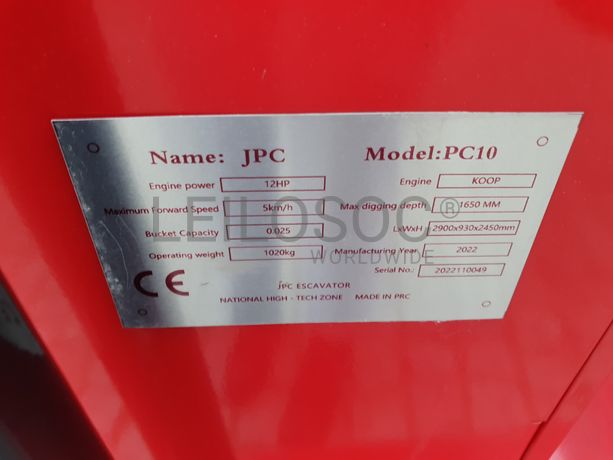 Name: JPC Model:PC10
Engine power 12HP Engine KOOP
Maximum Forward Speed 5km/h Max digging depth 1650 MM
Bucket Capacity 0.025 LxWxH 2900x930x2450mm
LEILOSOC®
WORLDWIDE
Operating weight 1020kg Manufacturing Year 2022
Serial No.: 2022110049
CE
JPC ESCAVATOR
NATIONAL HIGH - TECH ZONE MADE IN PRC